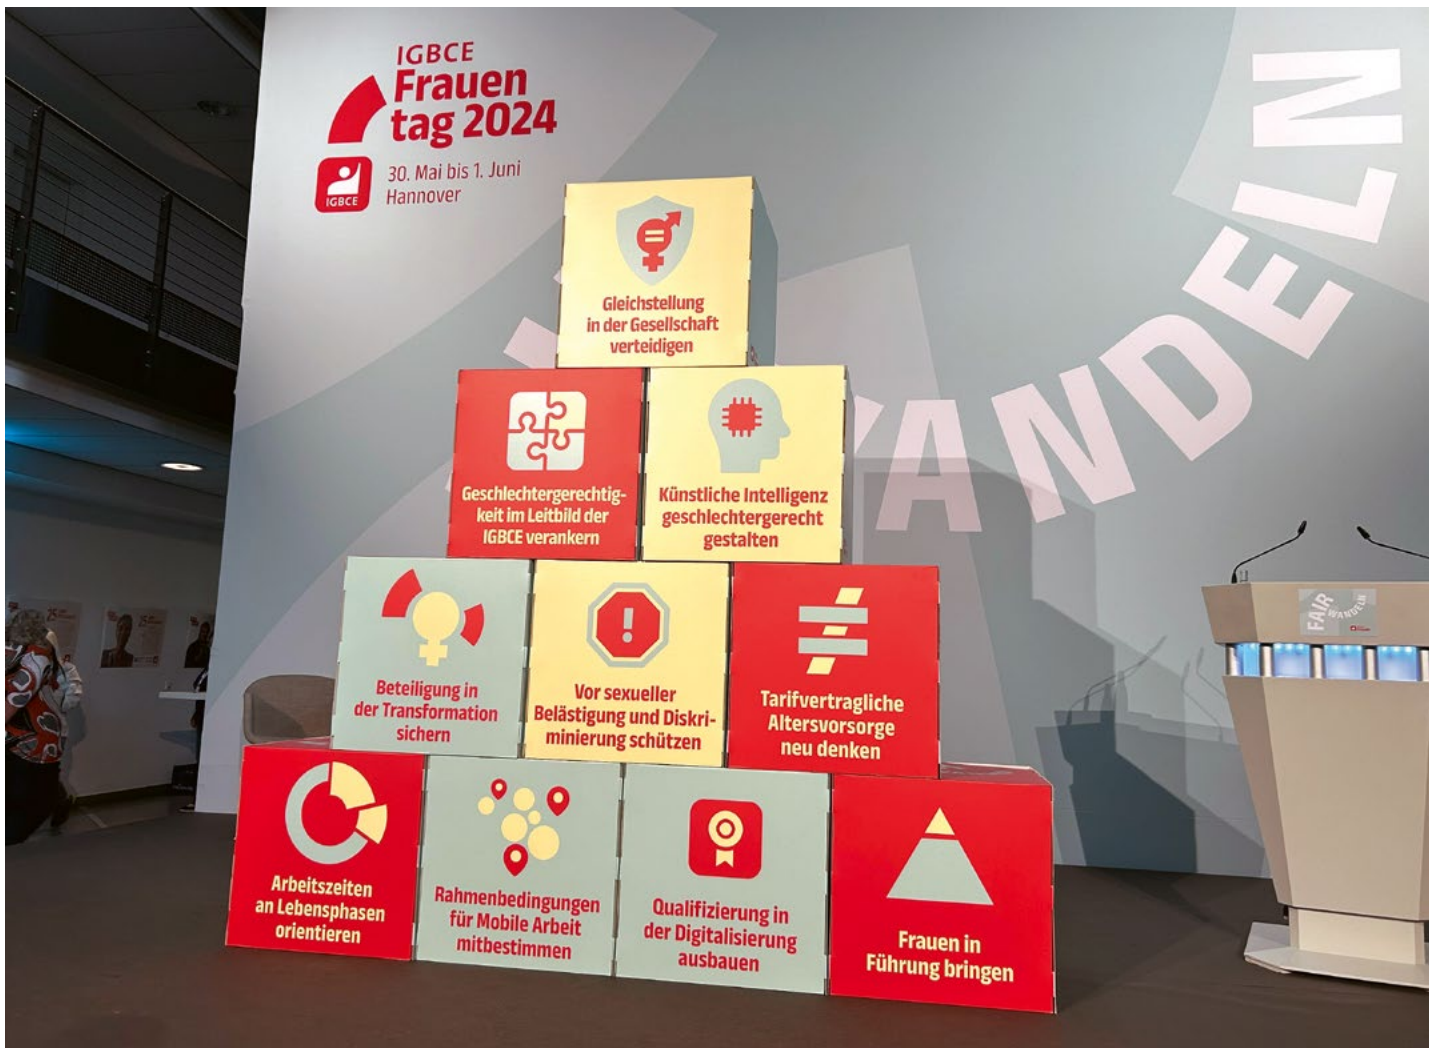 IGBCE
Frauen
tag 2024
30. Mai bis 1. Juni
Hannover
IGBCE
WANDELN
Gleichstellung
in der Gesellschaft
verteidigen
Geschlechtergerechtig-
keit im Leitbild der
IGBCE verankern
Künstliche Intelligenz
geschlechtergerecht
gestalten
Beteiligung in
der Transformation
sichern
Vor sexueller
Belästigung und Diskri-
minierung schützen
Tarifvertragliche
Altersvorsorge
neu denken
Arbeitszeiten
an Lebensphasen
orientieren
Rahmenbedingungen
für Mobile Arbeit
mitbestimmen
Qualifizierung in
der Digitalisierung
ausbauen
Frauen in
Führung bringen
FAIR
WANDELN